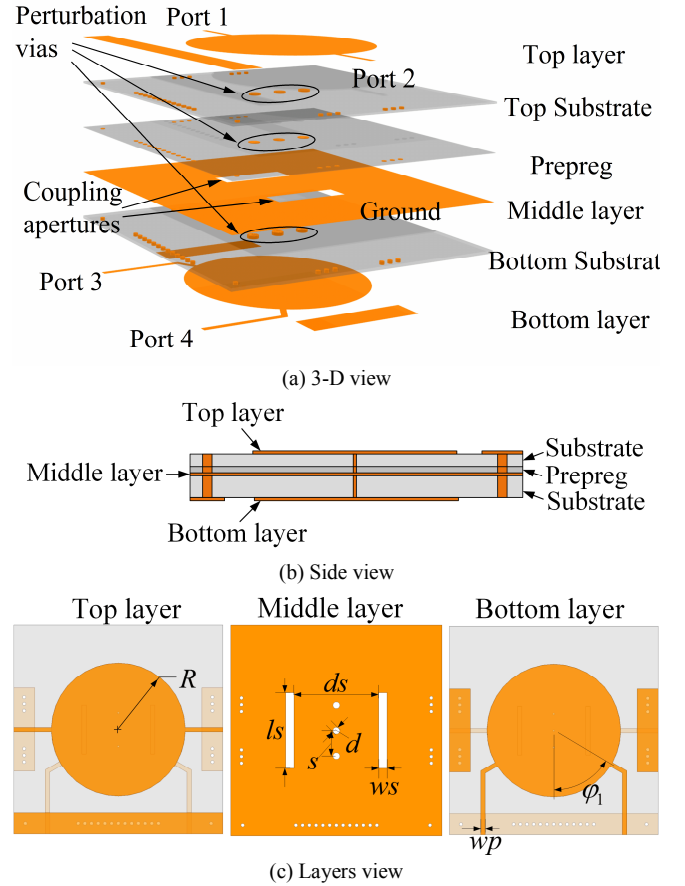 Perturbation
vias
Port 1
Port 2
Top layer
Top Substrate
Prepreg
Coupling
apertures
Ground
Middle layer
Bottom Substrat
Port 3
Port 4
Bottom layer
(a) 3-D view
Top layer
Middle layer
Substrate
Prepreg
Substrate
Bottom layer
(b) Side view
Top layer
Middle layer
Bottom layer
R
ds
ls
d
s
ws
φ1
wp
(c) Layers view